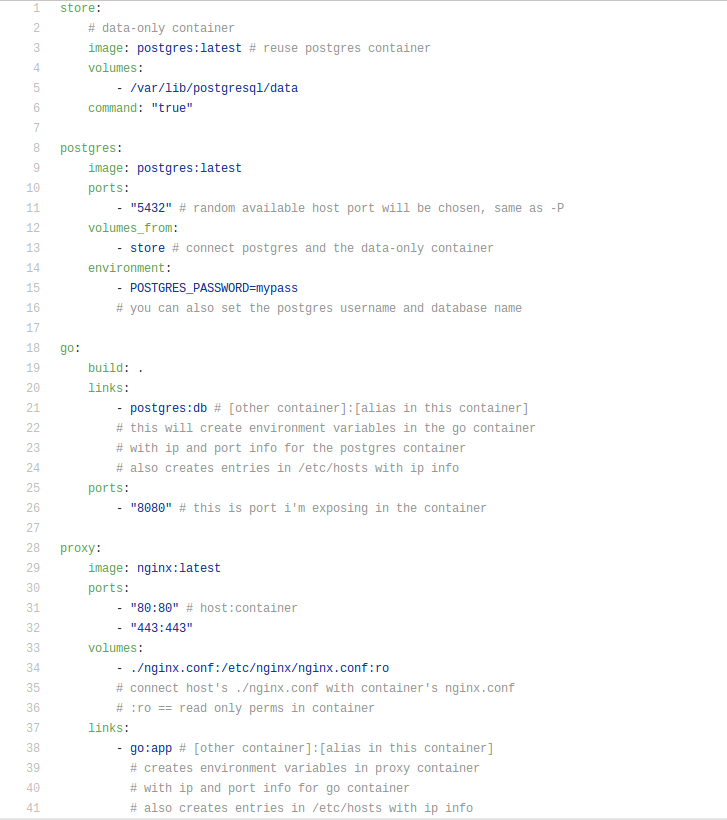 1 store:
2     # data-only container
3     image: postgres:latest # reuse postgres container
4     volumes:
5         - /var/lib/postgresql/data
6     command: "true"
7
8 postgres:
9     image: postgres:latest
10     ports:
11         - "5432" # random available host port will be chosen, same as -P
12     volumes_from:
13         - store # connect postgres and the data-only container
14     environment:
15         - POSTGRES_PASSWORD=mypass
16         # you can also set the postgres username and database name
17
18 go:
19     build: .
20     links:
21         - postgres:db # [other container]:[alias in this container]
22         # this will create environment variables in the go container
23         # with ip and port info for the postgres container
24         # also creates entries in /etc/hosts with ip info
25     ports:
26         - "8080" # this is port i'm exposing in the container
27
28 proxy:
29     image: nginx:latest
30     ports:
31         - "80:80" # host:container
32         - "443:443"
33     volumes:
34         - ./nginx.conf:/etc/nginx/nginx.conf:ro
35         # connect host's ./nginx.conf with container's nginx.conf
36         # :ro == read only perms in container
37     links:
38         - go:app # [other container]:[alias in this container]
39           # creates environment variables in proxy container
40           # with ip and port info for go container
41           # also creates entries in /etc/hosts with ip info